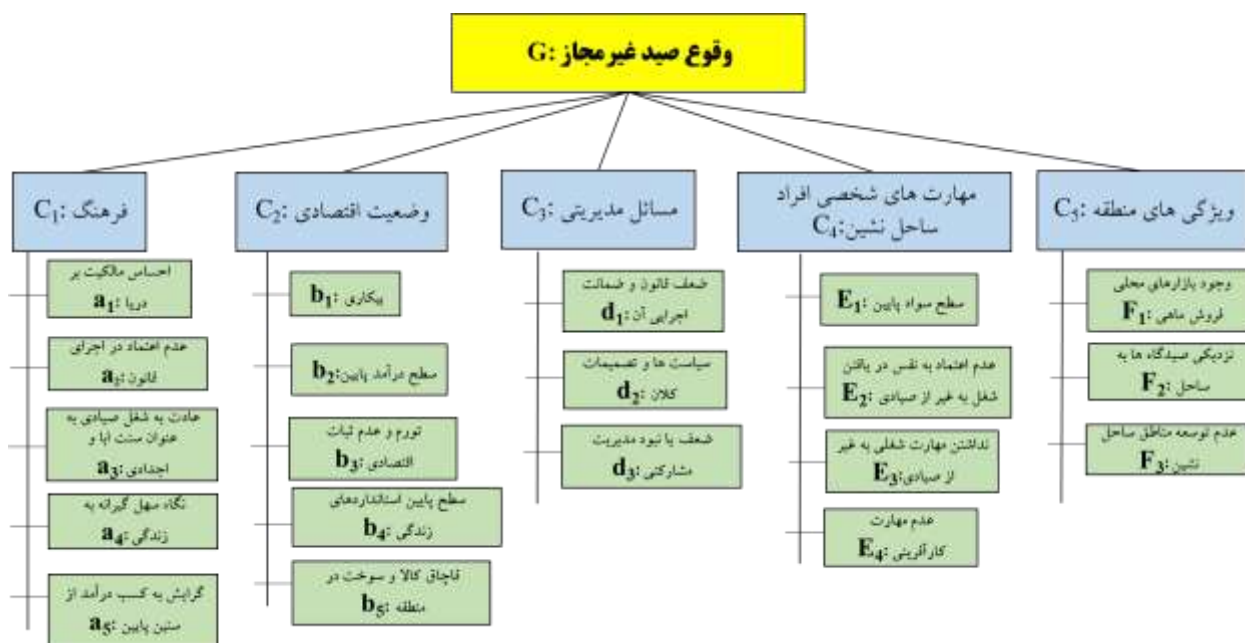 G: وقوع صید غیرمجاز
C1: فرهنگ
احساس مالکیت بر
a1: دریا
عدم اعتماد در اجرای
a2: قانون
عادت به شغل صیادی به
عنوان سنت آبا و
a3: اجدادی
نگاه سهل گیرانه به
a4: زندگی
گرایش به کسب درآمد از
a5: سنین پایین
C2: وضعیت اقتصادی
b1: بیکاری
b2: سطح درآمد پایین
تورم و عدم ثبات
b3: اقتصادی
سطح پایین استانداردهای
b4: زندگی
قاچاق کالا و سوخت در
b5: منطقه
C3: مسائل مدیریتی
ضعف قانون و ضمانت
d1: اجرایی آن
سیاست ها و تصمیمات
d2: کلان
ضعف یا نبود مدیریت
d3: مشارکتی
مهارت های شخصی افراد
C4: ساحل نشین
E1: سطح سواد پایین
عدم اعتماد به نفس در یافتن
E2: شغل به غیر از صیادی
نداشتن مهارت شغلی به غیر
E3: از صیادی
عدم مهارت
E4: کارآفرینی
C5: ویژگی های منطقه
وجود بازارهای محلی
F1: فروش ماهی
نزدیکی صیدگاه ها به
F2: ساحل
عدم توسعه مناطق ساحل
F3: نشین